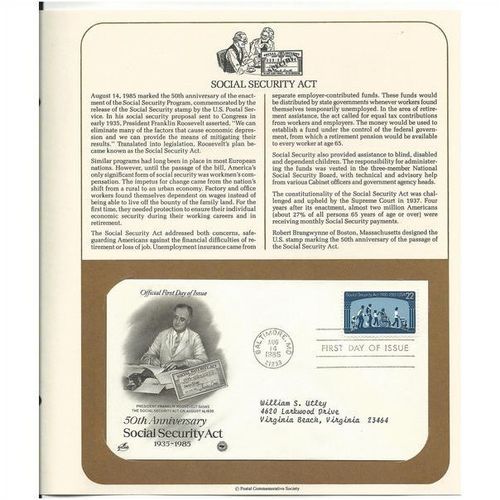 SOCIAL SECURITY ACT
August 14, 1985 marked the 50th anniversary of the enact-
ment of the Social Security Program, commemorated by the
release of the Social Security stamp by the U.S. Postal Ser-
vice. In his social security proposal sent to Congress in
early 1935, President Franklin Roosevelt asserted, "We can
eliminate many of the factors that cause economic depres-
sion and we can provide the means of mitigating their
results." Translated into legislation, Roosevelt's plan be-
came known as the Social Security Act.
Similar programs had long been in place in most European
nations. However, until the passage of the bill, America's
only significant form of social security was workmen's com-
pensation. The impetus for change came from the nation's
shift from a rural to an urban economy. Factory and office
workers found themselves dependent on wages instead of
being able to live off the bounty of the family land. For the
first time, they needed protection to ensure their individual
economic security during their working careers and in
retirement.
The Social Security Act addressed both concerns, safe-
guarding Americans against the financial difficulties of re-
tirement or loss of job. Unemployment insurance came from
separate employer-contributed funds. These funds would
be distributed by state governments whenever workers found
themselves temporarily unemployed. In the area of retire-
ment assistance, the act called for equal tax contributions
from workers and employers. The money would be used to
establish a fund under the control of the federal govern-
ment, from which a retirement pension would be available
to every worker at age 65.
Social Security also provided assistance to blind, disabled
and dependent children. The responsibility for administer-
ing the funds was vested in the three-member National
Social Security Board, with technical and advisory help
from various Cabinet officers and government agency heads.
The constitutionality of the Social Security Act was chal-
lenged and upheld by the Supreme Court in 1937. Four
years after its enactment, almost two million Americans
(about 27% of all persons 65 years of age or over) were
receiving monthly Social Security payments.
Robert Brangwynne of Boston, Massachusetts designed the
U.S. stamp marking the 50th anniversary of the passage of
the Social Security Act.
Official First Day of Issue
Social Security Act 1935-1985 USA 22
BALTIMORE, MD
AUG
14
1985
21233
FIRST DAY OF ISSUE
PRESIDENT FRANKLIN ROOSEVELT SIGNS
THE SOCIAL SECURITY ACT ON AUGUST 14, 1935
50th Anniversary
Social Security Act
1935-1985
William S. Utley
4620 Larkwood Drive
Virginia Beach, Virginia 23464
© Postal Commemorative Society